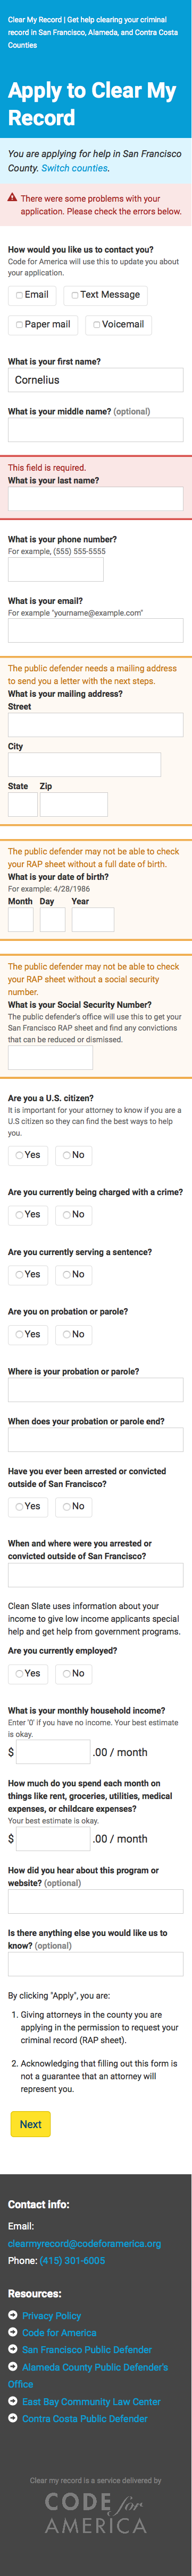 Clear My Record | Get help clearing your criminal
record in San Francisco, Alameda, and Contra Costa
Counties
Apply to Clear My
Record
You are applying for help in San Francisco
County. Switch counties.
There were some problems with your
application. Please check the errors below.
How would you like us to contact you?
Code for America will use this to update you about
your application.
Email
Text Message
Paper mail
Voicemail
What is your first name?
Cornelius
What is your middle name? (optional)
This field is required.
What is your last name?
What is your phone number?
For example, (555) 555-5555
What is your email?
For example "yourname@example.com"
The public defender needs a mailing address
to send you a letter with the next steps.
What is your mailing address?
Street
City
State Zip
The public defender may not be able to check
your RAP sheet without a full date of birth.
What is your date of birth?
For example: 4/28/1986
Month Day Year
The public defender may not be able to check
your RAP sheet without a social security
number.
What is your Social Security Number?
The public defender's office will use this to get your
San Francisco RAP sheet and find any convictions
that can be reduced or dismissed.
Are you a U.S. citizen?
It is important for your attorney to know if you are a
U.S citizen so they can find the best ways to help
you.
Yes No
Are you currently being charged with a crime?
Yes No
Are you currently serving a sentence?
Yes No
Are you on probation or parole?
Yes No
Where is your probation or parole?
When does your probation or parole end?
Have you ever been arrested or convicted
outside of San Francisco?
Yes No
When and where were you arrested or
convicted outside of San Francisco?
Clean Slate uses information about your
income to give low income applicants special
help and get help from government programs.
Are you currently employed?
Yes No
What is your monthly household income?
Enter '0' if you have no income. Your best estimate
is okay.
$ .00 / month
How much do you spend each month on
things like rent, groceries, utilities, medical
expenses, or childcare expenses?
Your best estimate is okay.
$ .00 / month
How did you hear about this program or
website? (optional)
Is there anything else you would like us to
know? (optional)
By clicking "Apply", you are:
1. Giving attorneys in the county you are
applying in the permission to request your
criminal record (RAP sheet).
2. Acknowledging that filling out this form is
not a guarantee that an attorney will
represent you.
Next
Contact info:
Email:
clearmyrecord@codeforamerica.org
Phone: (415) 301-6005
Resources:
Privacy Policy
Code for America
San Francisco Public Defender
Alameda County Public Defender's
Office
East Bay Community Law Center
Contra Costa Public Defender
Clear my record is a service delivered by
CODE for
AMERICA